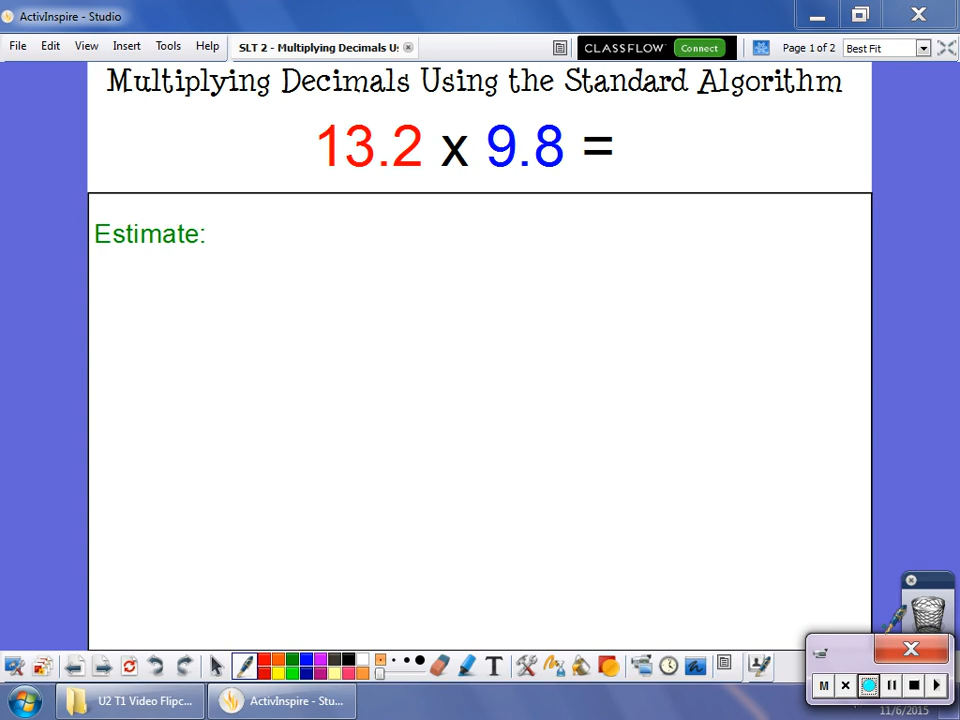 ActivInspire - Studio
File Edit View Insert Tools Help
SLT 2 - Multiplying Decimals U:
CLASSFLOW Connect
Page 1 of 2
Best Fit
Multiplying Decimals Using the Standard Algorithm
13.2 x 9.8 =
Estimate:
T
M
U2 T1 Video Flipc...
ActivInspire - Stu...
11/6/2015